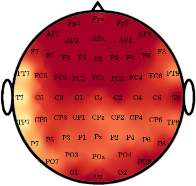 Fp1 Fpz Fp2
AF7 AF3 AFz AF4 AF8
F7 F5 F3 F1 Fz F2 F4 F6 F8
FT7 FC5 FC3 FC1 FCz FC2 FC4 FC6 FT8
T7 C5 C3 C1 Cz C2 C4 C6 T8
TP7 CP5 CP3 CP1 CPz CP2 CP4 CP6 TP8
P7 P5 P3 P1 Pz P2 P4 P6 P8
PO7 PO3 POz PO4 PO8
O1 Oz O2